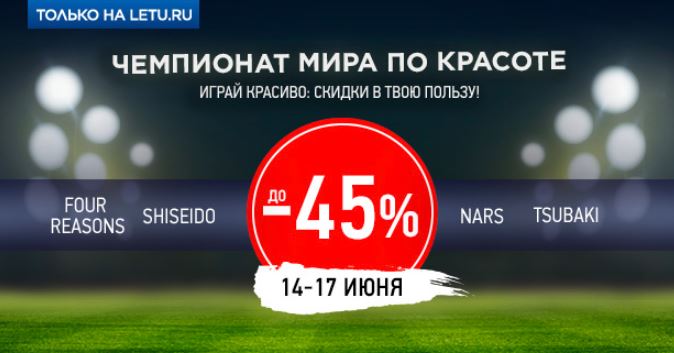 ТОЛЬКО НА LETU.RU
ЧЕМПИОНАТ МИРА ПО КРАСОТЕ
ИГРАЙ КРАСИВО: СКИДКИ В ТВОЮ ПОЛЬЗУ!
FOUR
REASONS
SHISEIDO
ДО
-45%
NARS
TSUBAKI
14-17 ИЮНЯ